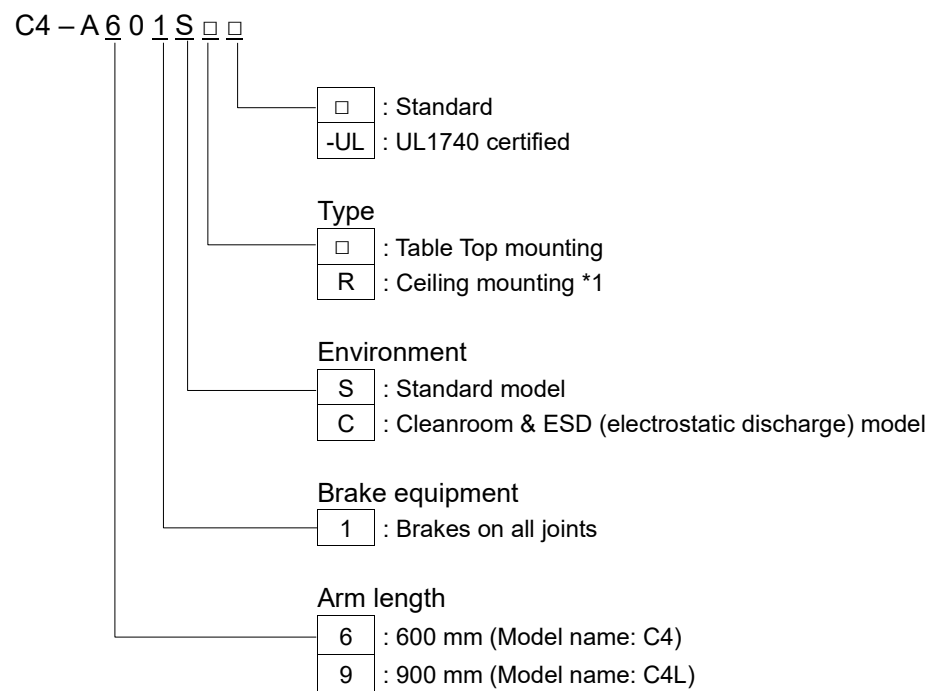 C4 – A 6 0 1 S □ □
□ : Standard
-UL : UL1740 certified
Type
□ : Table Top mounting
R : Ceiling mounting *1
Environment
S : Standard model
C : Cleanroom & ESD (electrostatic discharge) model
Brake equipment
1 : Brakes on all joints
Arm length
6 : 600 mm (Model name: C4)
9 : 900 mm (Model name: C4L)